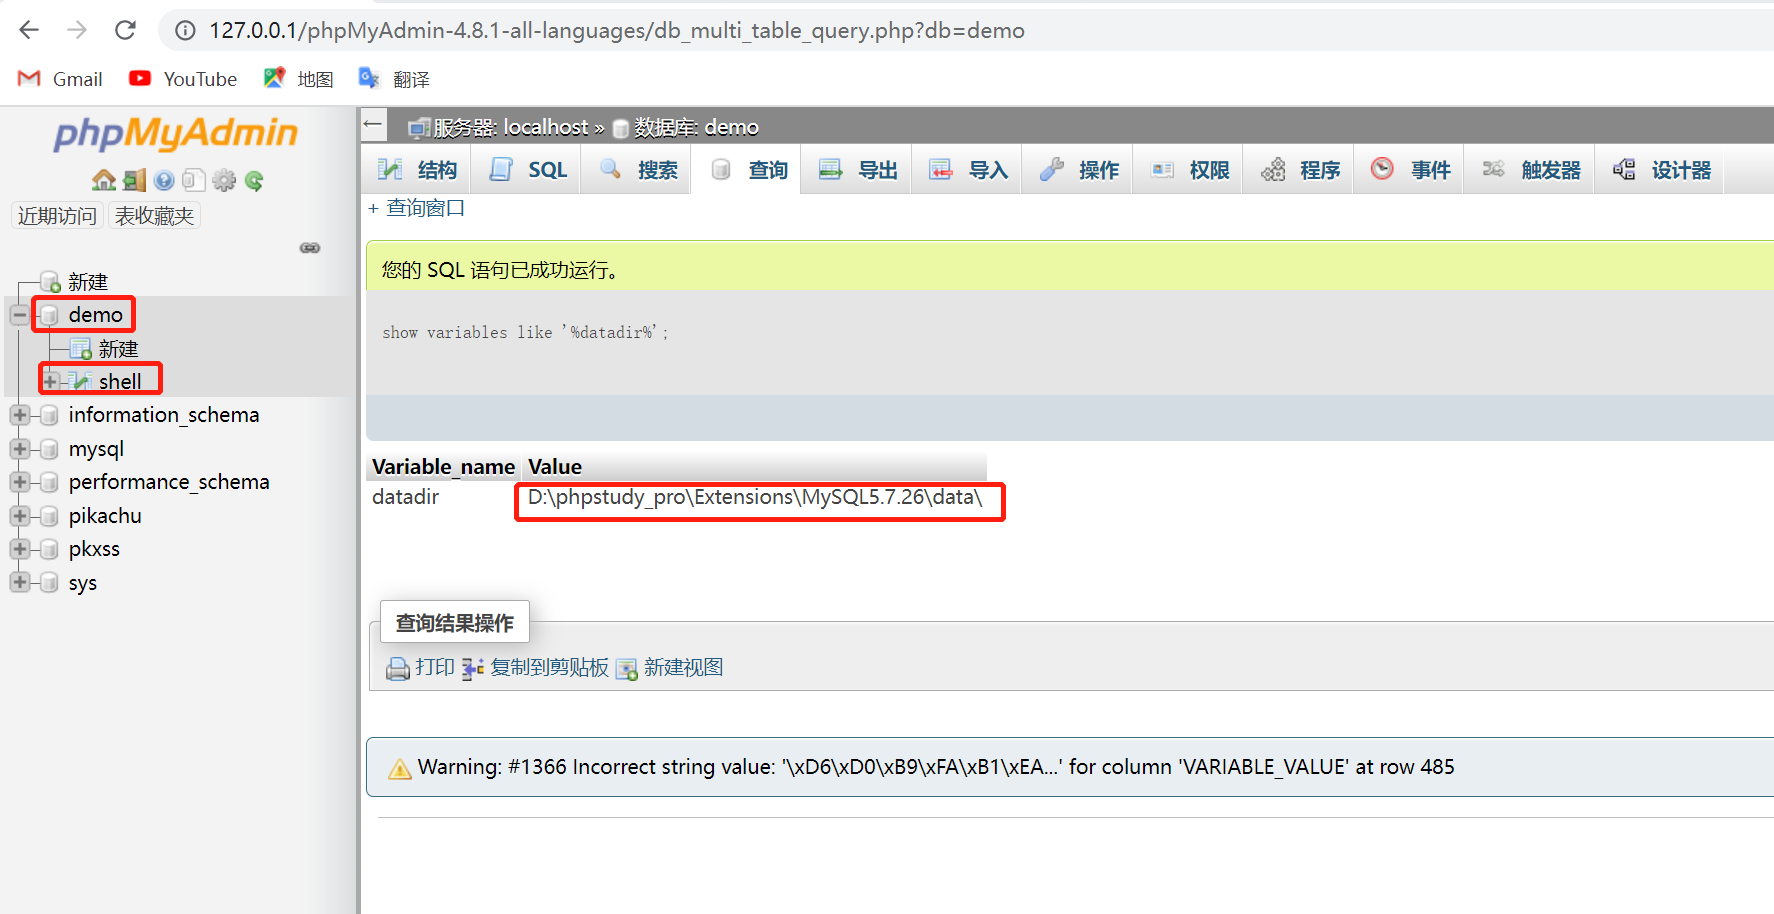 127.0.0.1/phpMyAdmin-4.8.1-all-languages/db_multi_table_query.php?db=demo
Gmail YouTube 地图 翻译
phpMyAdmin
近期访问 表收藏夹
新建
demo
新建
shell
information_schema
mysql
performance_schema
pikachu
pkxss
sys
服务器: localhost » 数据库: demo
结构 SQL 搜索 查询 导出 导入 操作 权限 程序 事件 触发器 设计器
+ 查询窗口
您的 SQL 语句已成功运行。
show variables like '%datadir%';
Variable_name Value
datadir D:\phpstudy_pro\Extensions\MySQL5.7.26\data\
查询结果操作
打印 复制到剪贴板 新建视图
Warning: #1366 Incorrect string value: '\xD6\xD0\xB9\xFA\xB1\xEA...' for column 'VARIABLE_VALUE' at row 485